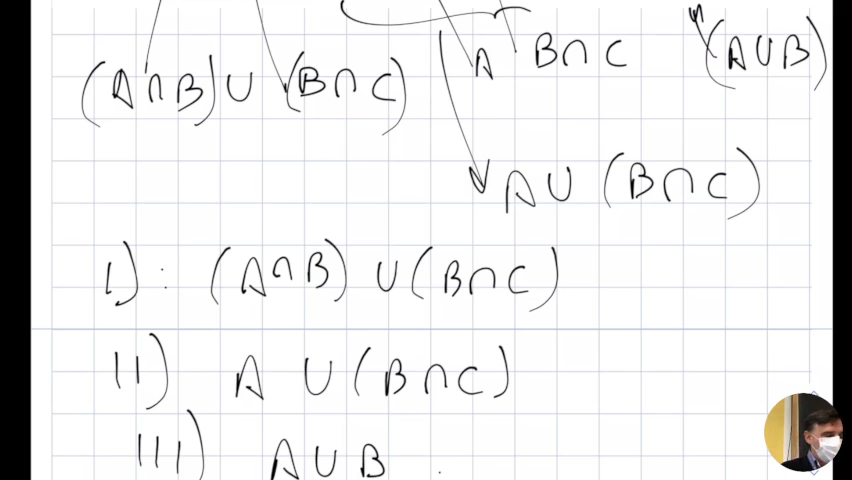 (A∩B)∪(B∩C) A B∩C (A∪B)
A∪(B∩C)
I): (A∩B)∪(B∩C)
II) A∪(B∩C)
III) A∪B.